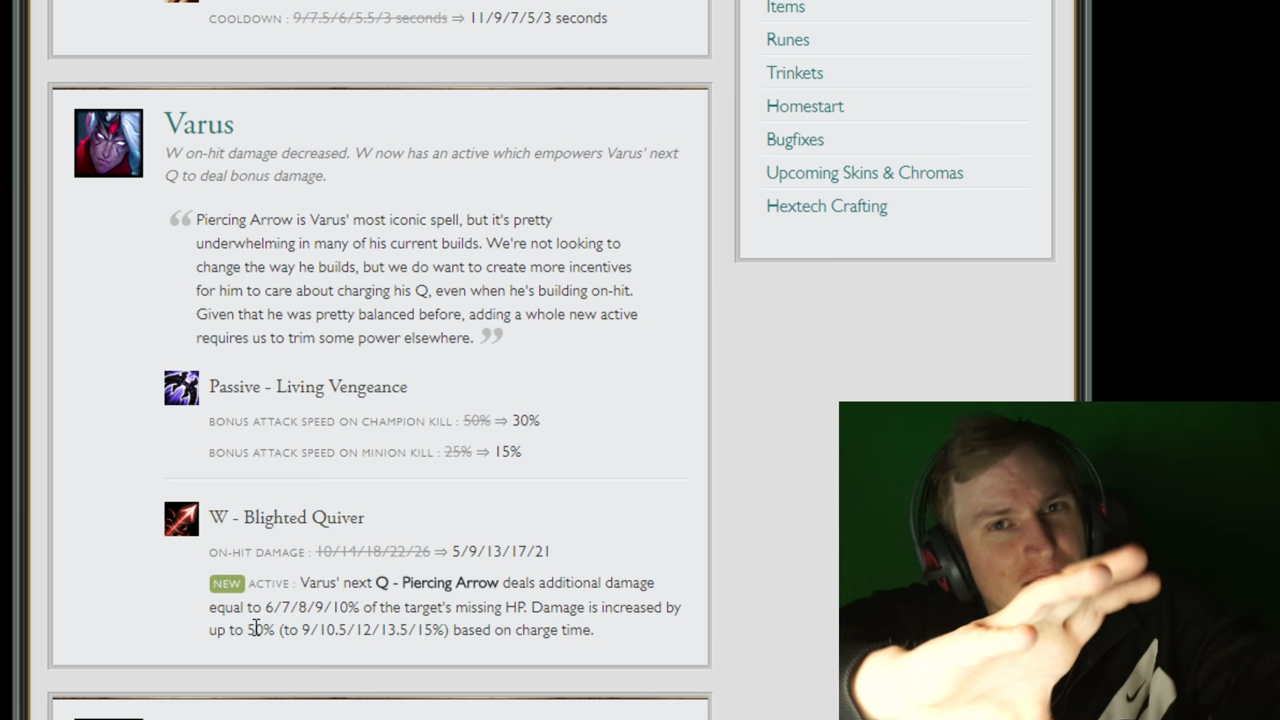 COOLDOWN : 9/7.5/6/5.5/3 seconds ⇒ 11/9/7/5/3 seconds
Varus
W on-hit damage decreased. W now has an active which empowers Varus' next
Q to deal bonus damage.
“ Piercing Arrow is Varus' most iconic spell, but it's pretty
underwhelming in many of his current builds. We're not looking to
change the way he builds, but we do want to create more incentives
for him to care about charging his Q, even when he's building on-hit.
Given that he was pretty balanced before, adding a whole new active
requires us to trim some power elsewhere. ”
Passive - Living Vengeance
BONUS ATTACK SPEED ON CHAMPION KILL : 50% ⇒ 30%
BONUS ATTACK SPEED ON MINION KILL : 25% ⇒ 15%
W - Blighted Quiver
ON-HIT DAMAGE : 10/14/18/22/26 ⇒ 5/9/13/17/21
NEW ACTIVE : Varus' next Q - Piercing Arrow deals additional damage
equal to 6/7/8/9/10% of the target's missing HP. Damage is increased by
up to 50% (to 9/10.5/12/13.5/15%) based on charge time.
Items
Runes
Trinkets
Homestart
Bugfixes
Upcoming Skins & Chromas
Hextech Crafting